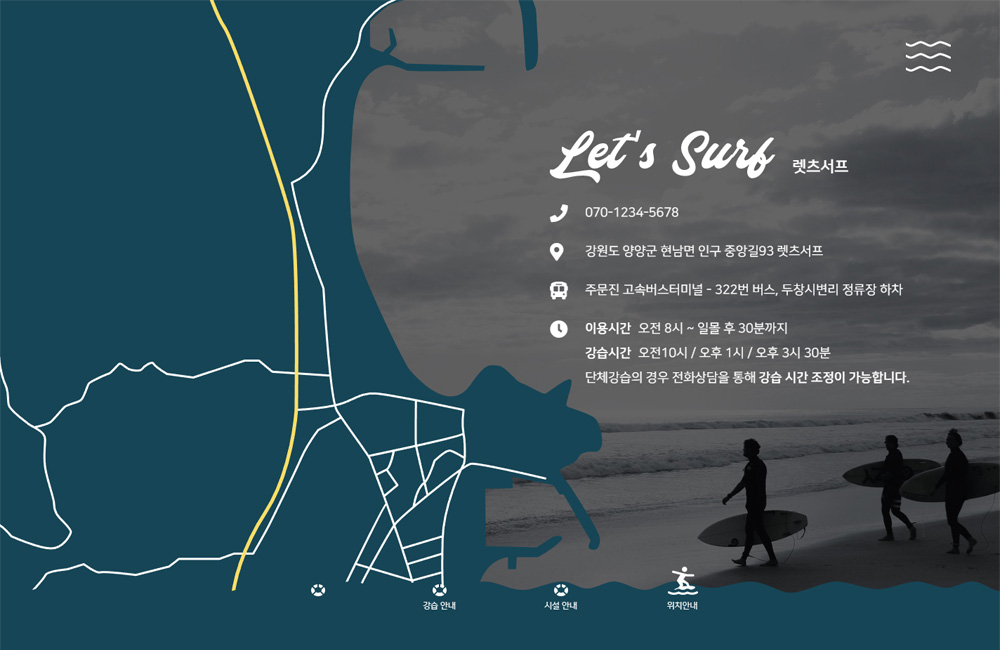 Let's Surf 렛츠서프
070-1234-5678
강원도 양양군 현남면 인구 중앙길93 렛츠서프
주문진 고속버스터미널 - 322번 버스, 두창시변리 정류장 하차
이용시간 오전 8시 ~ 일몰 후 30분까지
강습시간 오전10시 / 오후 1시 / 오후 3시 30분
단체강습의 경우 전화상담을 통해 강습 시간 조정이 가능합니다.
강습 안내 시설 안내 위치안내